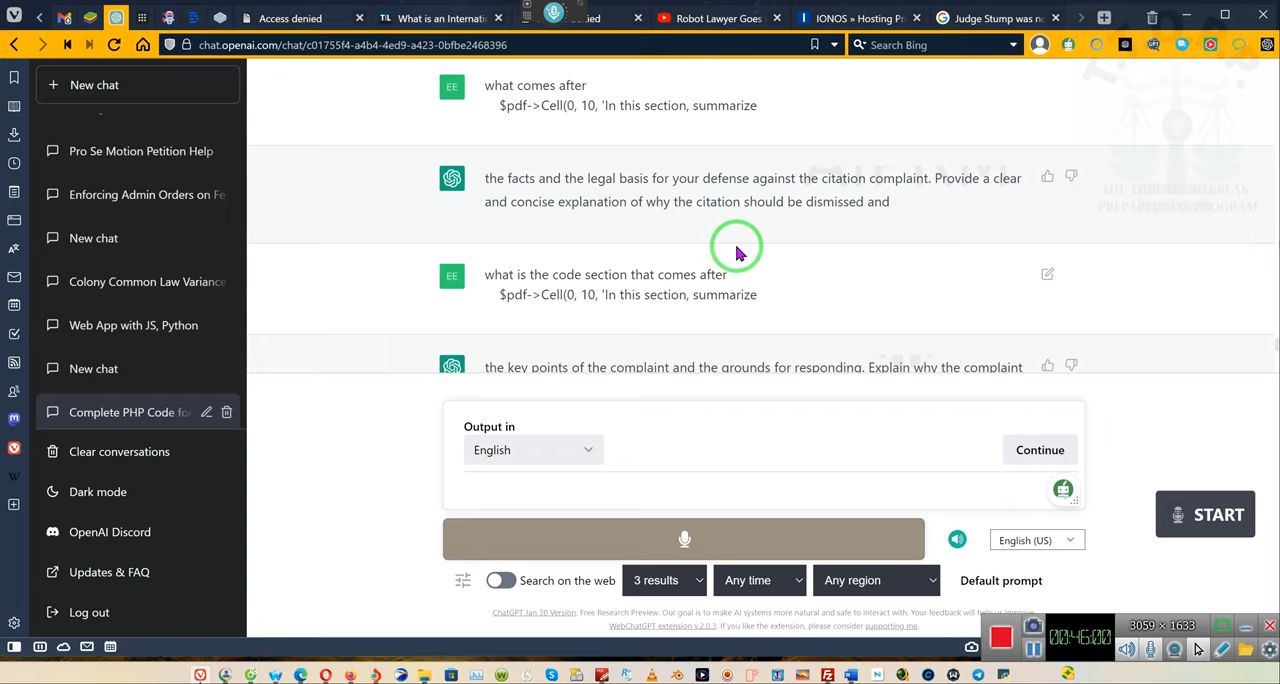 Access denied
What is an Internati
Robot Lawyer Goes
IONOS » Hosting Pr
Judge Stump was n
chat.openai.com/chat/c01755f4-a4b4-4ed9-a423-0bfbe2468396
Search Bing
New chat
Pro Se Motion Petition Help
Enforcing Admin Orders on Fe
New chat
Colony Common Law Variance
Web App with JS, Python
New chat
Complete PHP Code fo
Clear conversations
Dark mode
OpenAI Discord
Updates & FAQ
Log out
EE
what comes after
$pdf->Cell(0, 10, 'In this section, summarize
the facts and the legal basis for your defense against the citation complaint. Provide a clear
and concise explanation of why the citation should be dismissed and
EE
what is the code section that comes after
$pdf->Cell(0, 10, 'In this section, summarize
the key points of the complaint and the grounds for responding. Explain why the complaint
Output in
English
Continue
START
English (US)
Search on the web
3 results
Any time
Any region
Default prompt
ChatGPT Jan 30 Version. Free Research Preview. Our goal is to make AI systems more natural and safe to interact with. Your feedback will help us improve.
WebChatGPT extension v.2.0.3. If you like the extension, please consider supporting me.
3059 × 1633
00:46:00
PREPAREDNESS PROGRAM